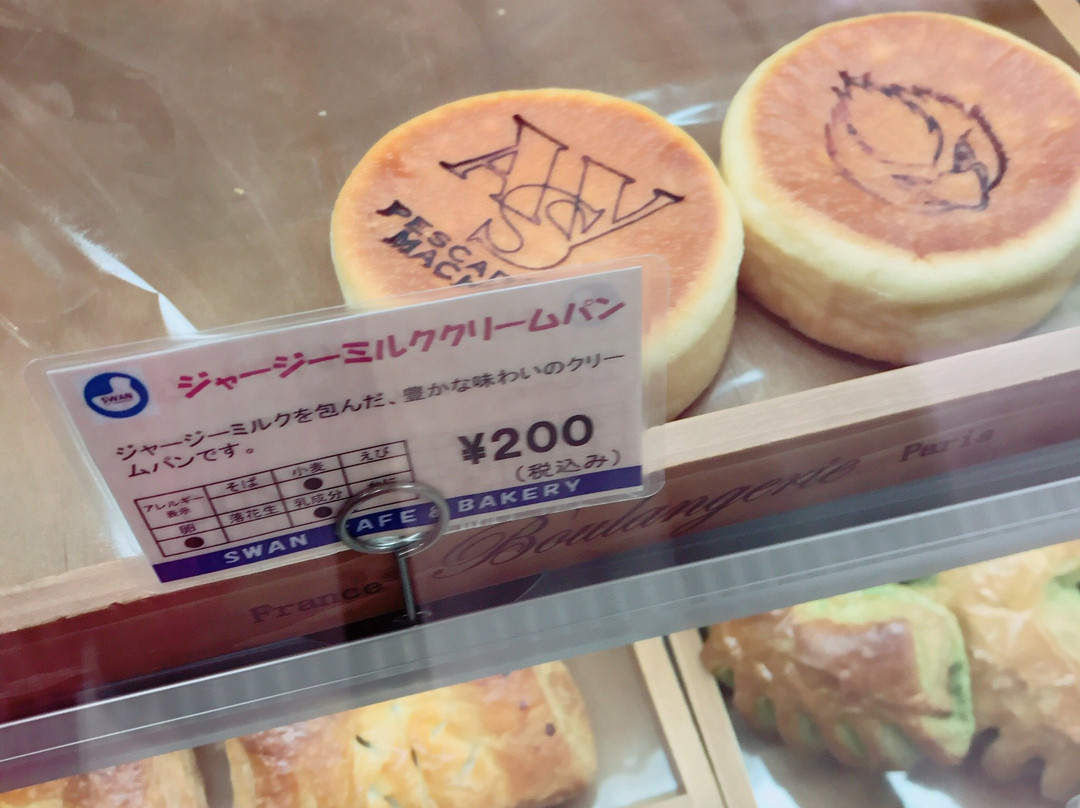 PESCA
MAC
ジャージーミルククリームパン
SWAN
ジャージーミルクを包んだ、豊かな味わいのクリー
ムパンです。
¥200
(税込み)
アレルギー
表示
そば
小麦
えび
●
卵
落花生
乳成分
かに
●
●
SWAN CAFE & BAKERY
France
Boulangerie
Paris